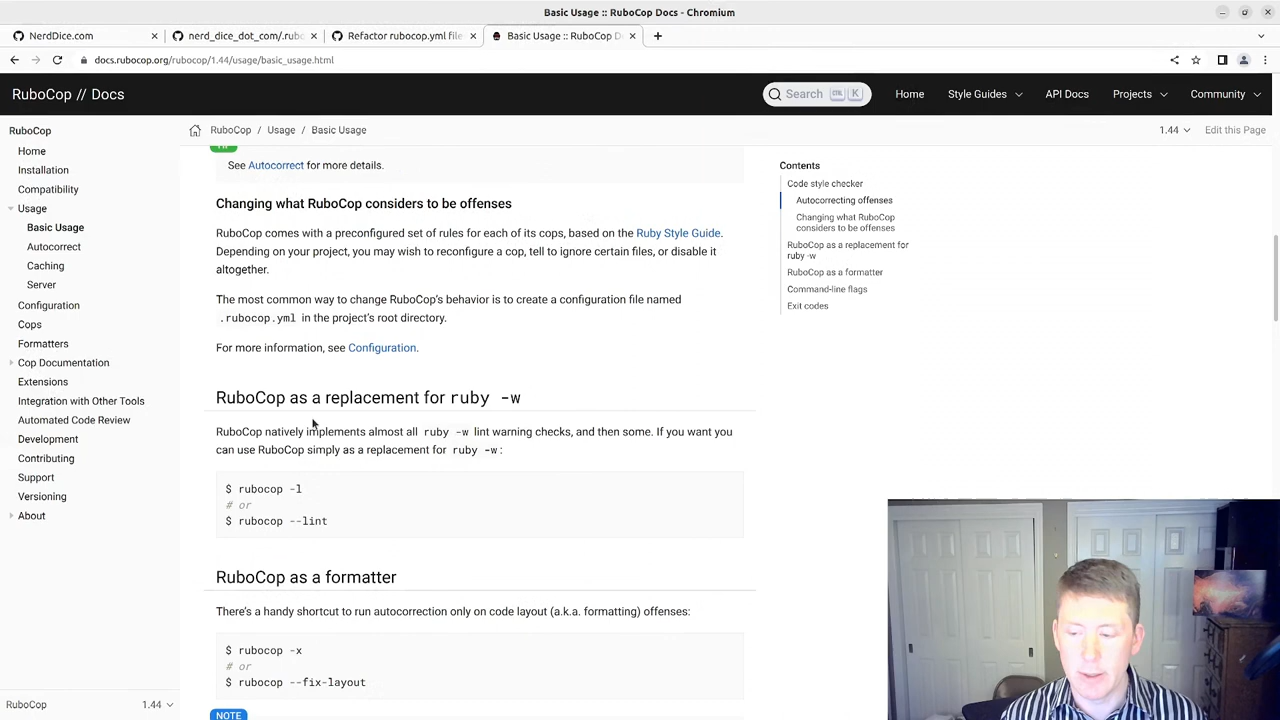 Basic Usage :: RuboCop Docs - Chromium
NerdDice.com
nerd_dice_dot_com/.rubo
Refactor rubocop.yml file
Basic Usage :: RuboCop D
docs.rubocop.org/rubocop/1.44/usage/basic_usage.html
RuboCop // Docs
Search Ctrl K
Home
Style Guides
API Docs
Projects
Community
RuboCop
Home
Installation
Compatibility
Usage
Basic Usage
Autocorrect
Caching
Server
Configuration
Cops
Formatters
Cop Documentation
Extensions
Integration with Other Tools
Automated Code Review
Development
Contributing
Support
Versioning
About
RuboCop 1.44
RuboCop / Usage / Basic Usage
1.44
Edit this Page
See Autocorrect for more details.
Changing what RuboCop considers to be offenses
RuboCop comes with a preconfigured set of rules for each of its cops, based on the Ruby Style Guide.
Depending on your project, you may wish to reconfigure a cop, tell to ignore certain files, or disable it
altogether.
The most common way to change RuboCop's behavior is to create a configuration file named
.rubocop.yml in the project's root directory.
For more information, see Configuration.
RuboCop as a replacement for ruby -w
RuboCop natively implements almost all ruby -w lint warning checks, and then some. If you want you
can use RuboCop simply as a replacement for ruby -w:
$ rubocop -l
# or
$ rubocop --lint
RuboCop as a formatter
There's a handy shortcut to run autocorrection only on code layout (a.k.a. formatting) offenses:
$ rubocop -x
# or
$ rubocop --fix-layout
NOTE
Contents
Code style checker
Autocorrecting offenses
Changing what RuboCop
considers to be offenses
RuboCop as a replacement for
ruby -w
RuboCop as a formatter
Command-line flags
Exit codes